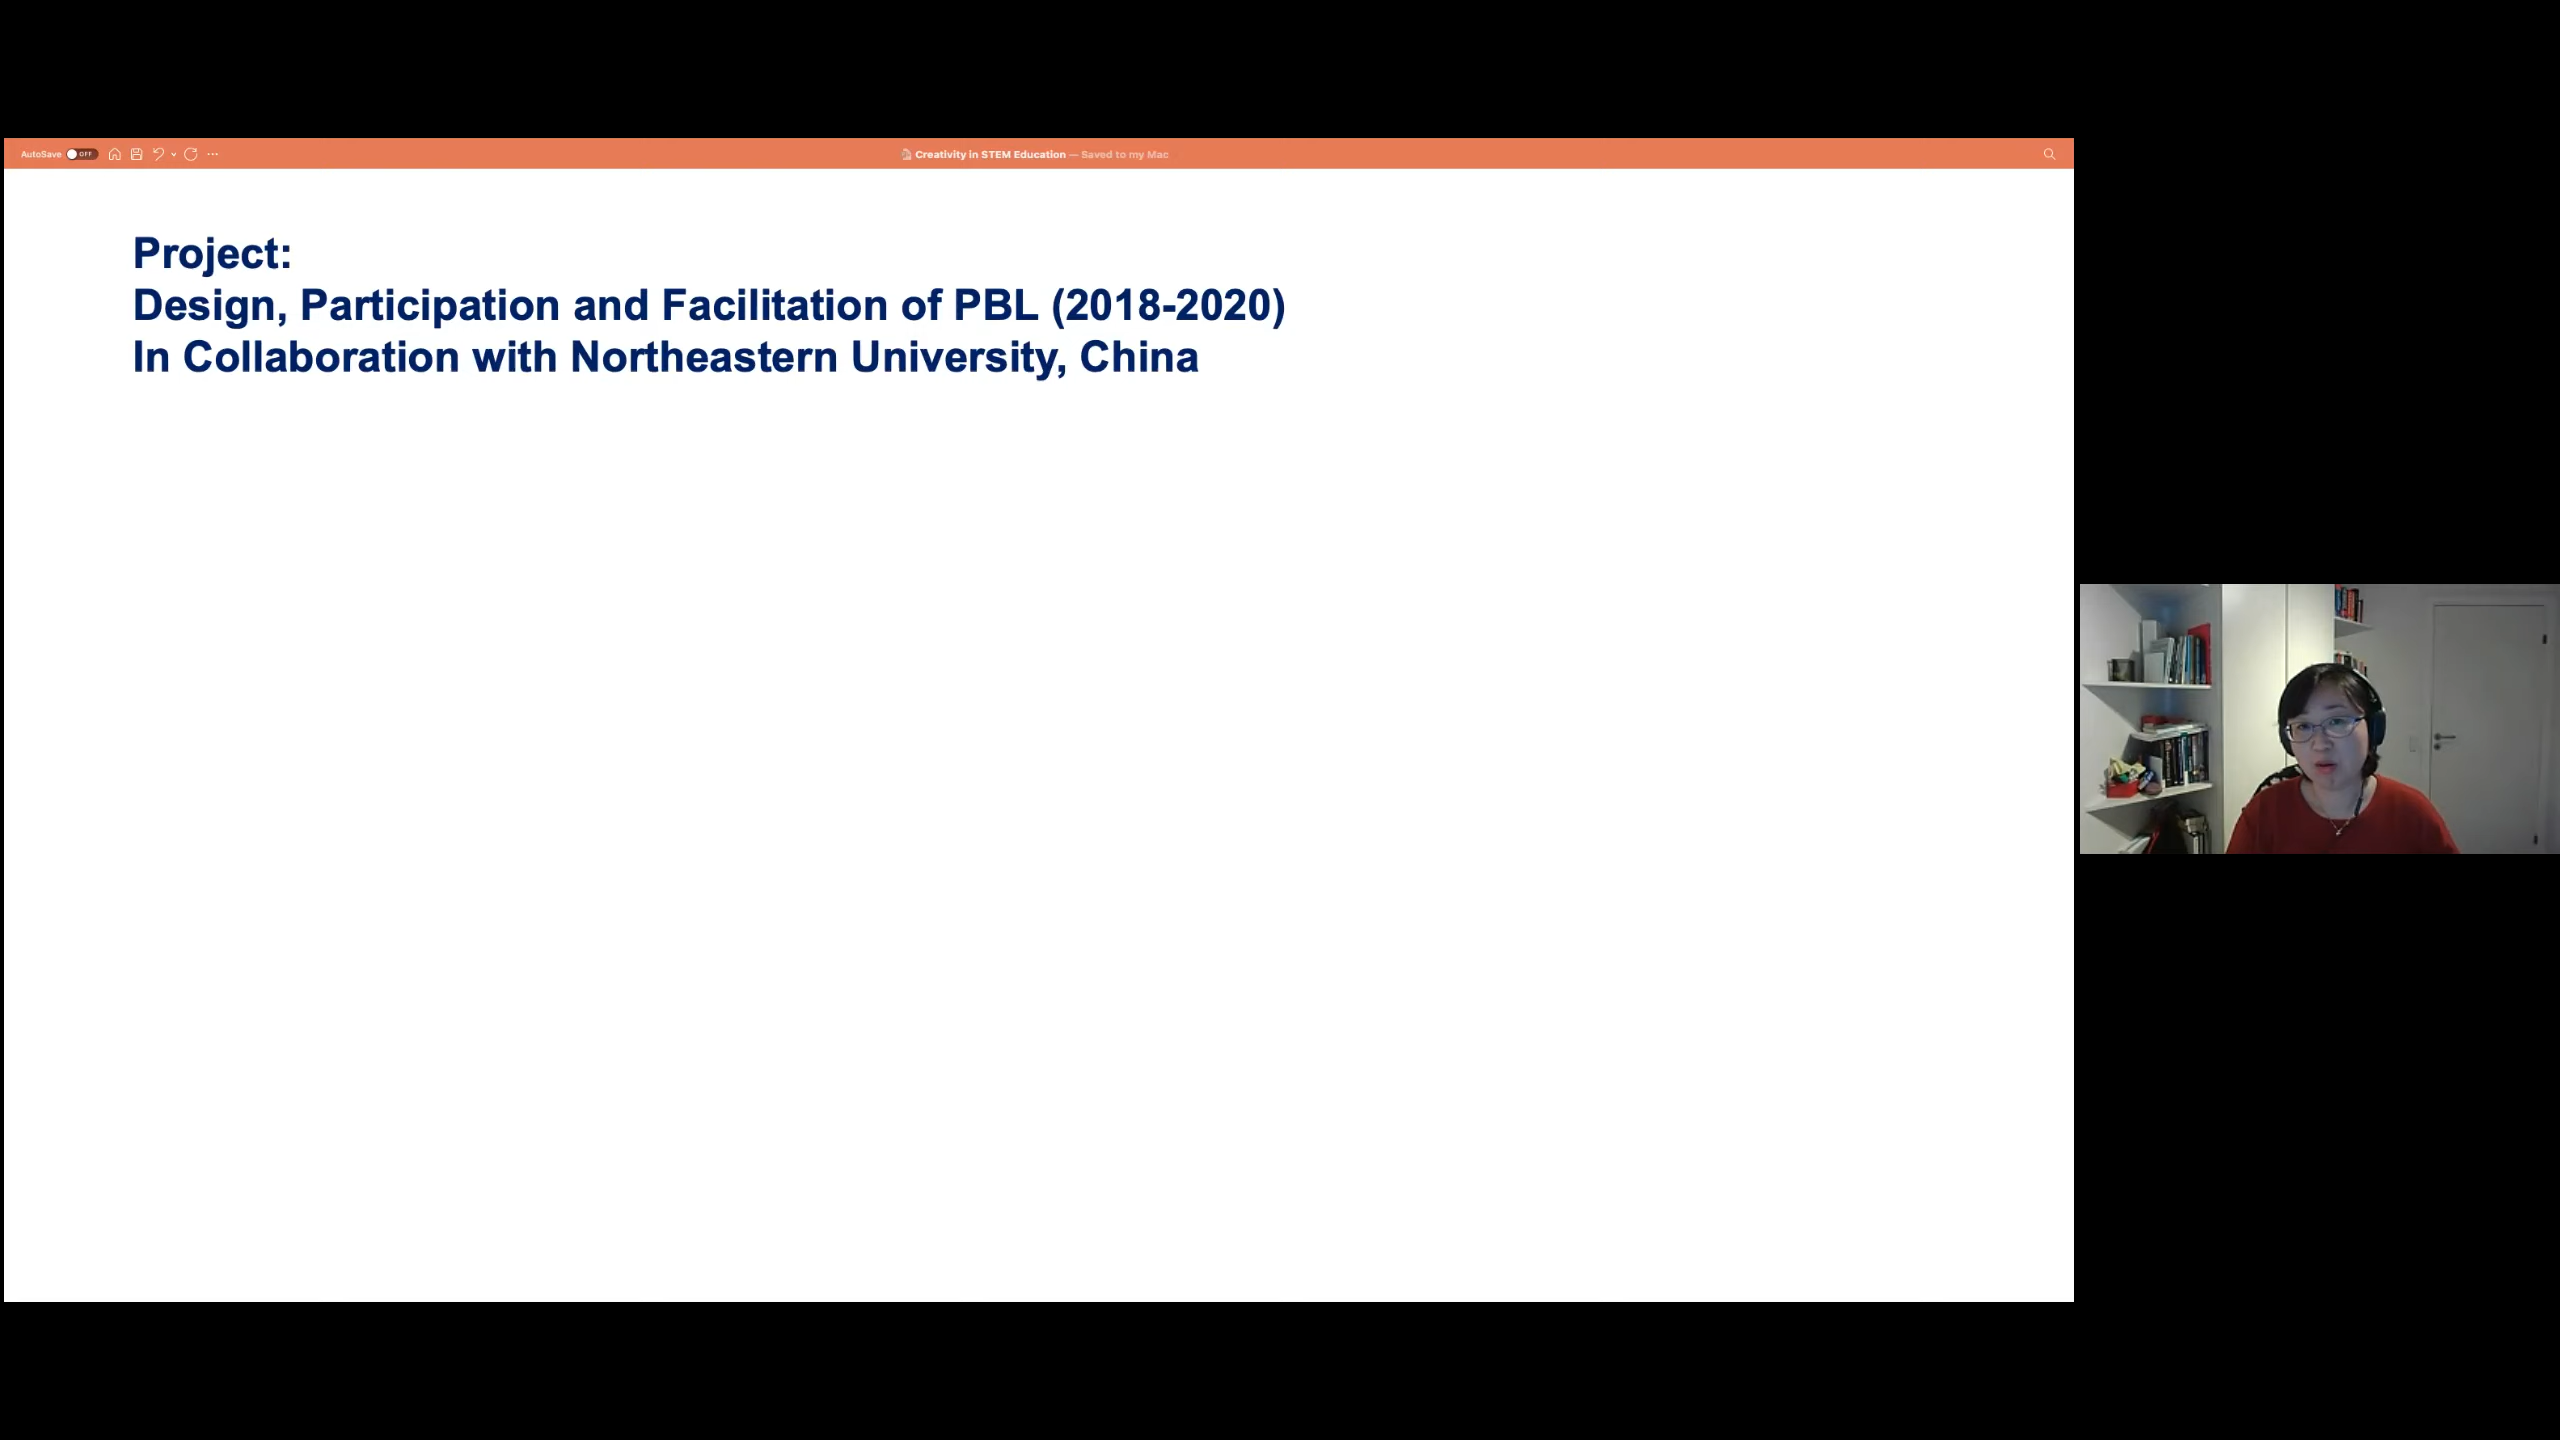 AutoSave OFF
Creativity in STEM Education — Saved to my Mac
Project:
Design, Participation and Facilitation of PBL (2018-2020)
In Collaboration with Northeastern University, China